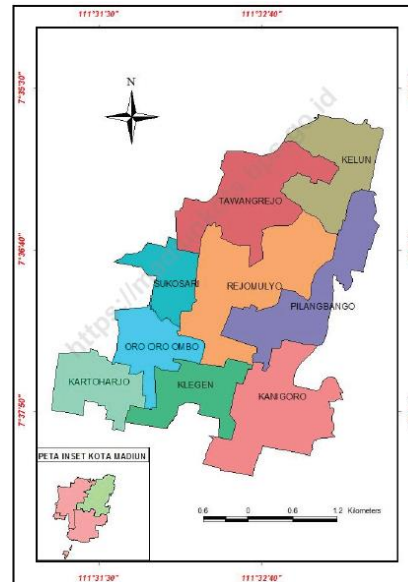 111°31'30"
111°32'40"
7°35'30"
N
KELUN
TAWANGREJO
7°36'40"
SUKOSARI
REJOMULYO
PILANGBANGO
ORO ORO OMBO
KARTOHARJO
KLEGEN
KANIGORO
7°37'50"
PETA INSET KOTA MADIUN
0.6 0 0.6 1.2 Kilometers
111°31'30"
111°32'40"